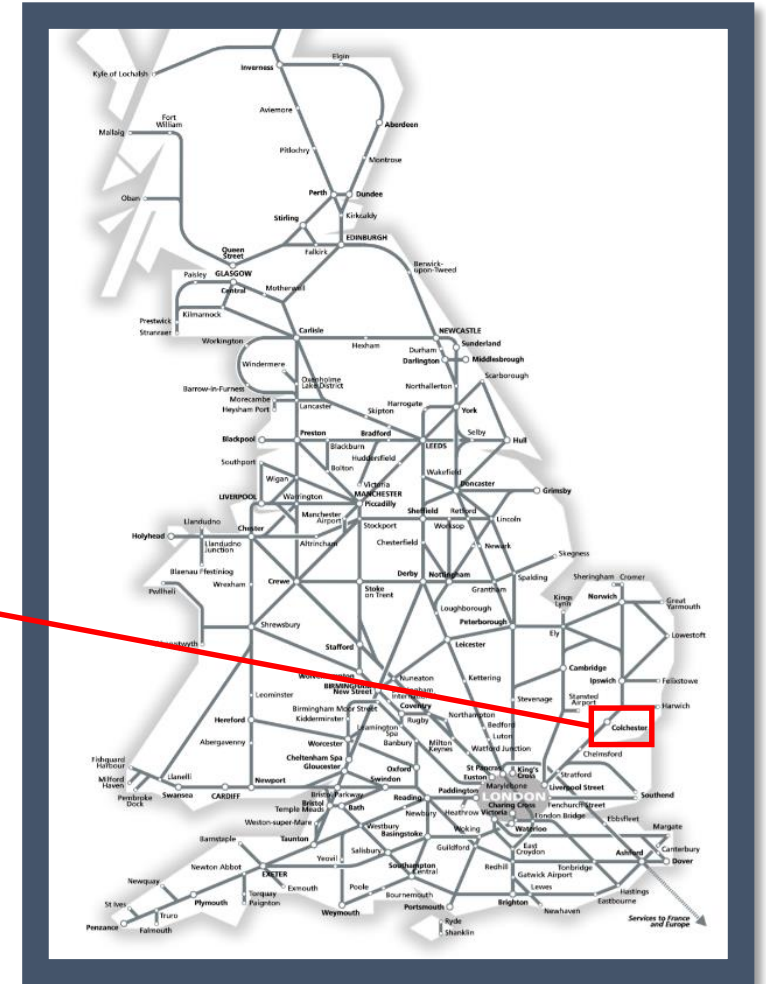 Elgin
Inverness
Kyle of Lochalsh
Aviemore
Fort
William
Aberdeen
Mallaig
Pitlochry
Montrose
Perth
Dundee
Oban
Stirling
Kirkcaldy
EDINBURGH
Queen
Street
Falkirk
Berwick-
upon-Tweed
Paisley
GLASGOW
Central
Motherwell
Prestwick
Kilmarnock
Stranraer
Carlisle
NEWCASTLE
Workington
Hexham
Sunderland
Durham
Darlington
Middlesbrough
Windermere
Scarborough
Oxenholme
Lake District
Barrow-in-Furness
Northallerton
Morecambe
Heysham Port
Lancaster
Harrogate
York
Skipton
Blackpool
Preston
Bradford
Selby
Hull
Blackburn
LEEDS
Southport
Huddersfield
Bolton
Wakefield
Wigan
Victoria
Doncaster
MANCHESTER
Piccadilly
Grimsby
LIVERPOOL
Warrington
Manchester
Airport
Sheffield
Retford
Llandudno
Stockport
Worksop
Lincoln
Holyhead
Chester
Llandudno
Junction
Altrincham
Chesterfield
Newark
Skegness
Blaenau Ffestiniog
Pwllheli
Wrexham
Crewe
Stoke
on Trent
Derby
Nottingham
Grantham
Spalding
Sheringham
Cromer
Kings
Lynn
Norwich
Great
Yarmouth
Loughborough
Shrewsbury
Peterborough
Ely
Lowestoft
Stafford
Leicester
Cambridge
Nuneaton
BIRMINGHAM
New Street
International
Kettering
Ipswich
Felixstowe
Leominster
Coventry
Stevenage
Stansted
Airport
Harwich
Birmingham Moor Street
Kidderminster
Rugby
Northampton
Hereford
Leamington
Spa
Bedford
Colchester
Abergavenny
Worcester
Banbury
Milton
Keynes
Luton
Watford Junction
Chelmsford
Cheltenham Spa
Gloucester
Oxford
St Pancras
Euston
King's
Cross
Stratford
Fishguard
Harbour
Llanelli
Newport
Swindon
Marylebone
Liverpool Street
Milford
Haven
Pembroke
Dock
Swansea
CARDIFF
Bristol Parkway
Bristol
Temple Meads
Bath
Reading
Paddington
LONDON
Southend
Charing Cross
Fenchurch Street
Newbury
Heathrow
Victoria
London Bridge
Ebbsfleet
Weston-super-Mare
Westbury
Basingstoke
Woking
Waterloo
Margate
Barnstaple
Taunton
Salisbury
Guildford
East
Croydon
Canterbury
Ashford
Dover
Newton Abbot
Yeovil
Southampton
Central
Redhill
Tonbridge
Gatwick Airport
EXETER
Newquay
Exmouth
Poole
Bournemouth
Lewes
Hastings
Eastbourne
St Ives
Plymouth
Torquay
Paignton
Weymouth
Portsmouth
Brighton
Newhaven
Truro
Penzance
Falmouth
Ryde
Shanklin
Services to France
and Europe